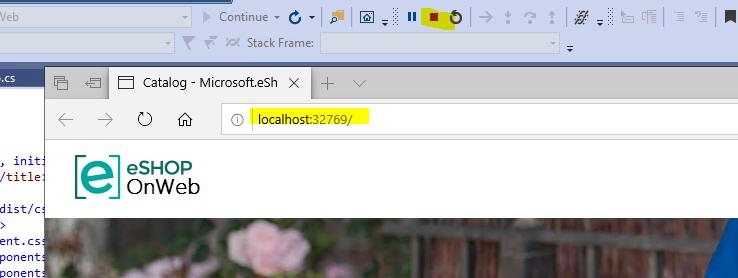 Web
Continue
Stack Frame:
o.cs
Catalog - Microsoft.eSh
localhost:32769/
, initi
/title>
eSHOP
OnWeb
dist/cs
>
ent.css
ponents
ponents